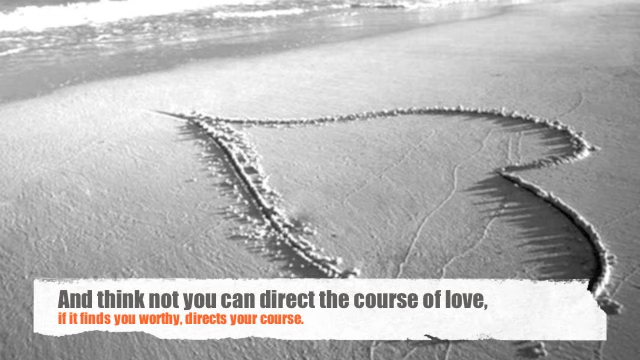 And think not you can direct the course of love,
if it finds you worthy, directs your course.